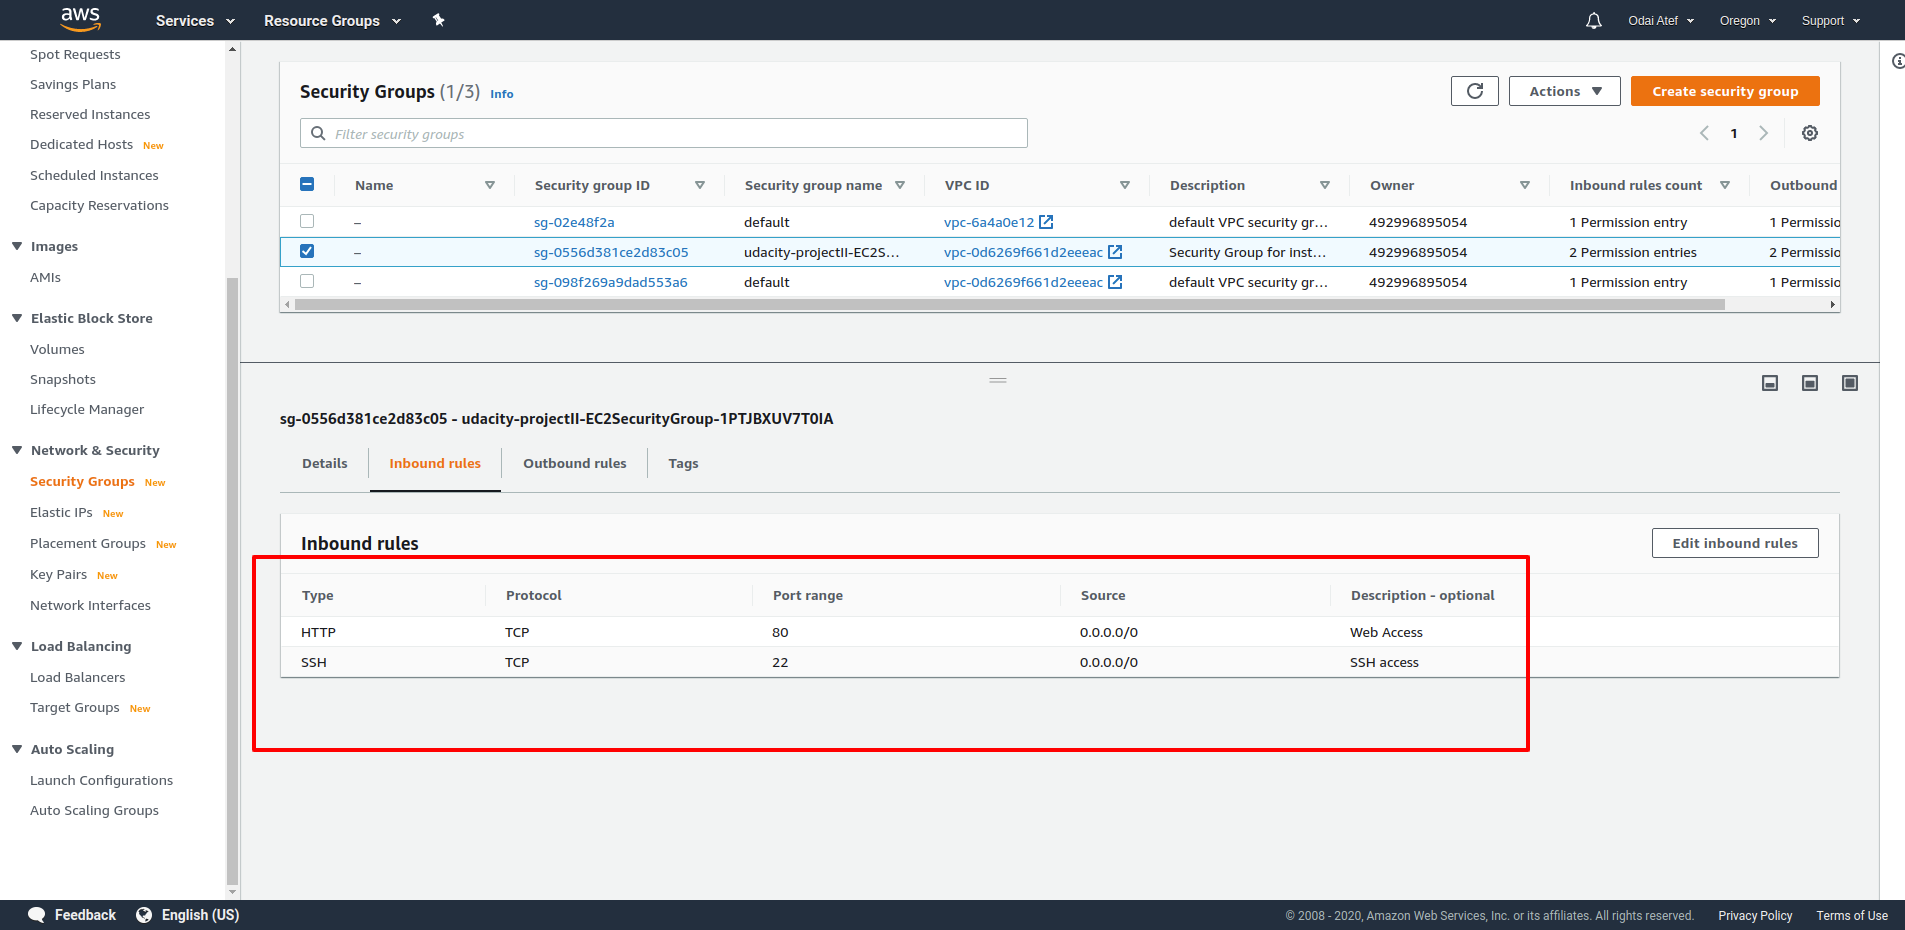 aws Services Resource Groups Odai Atef Oregon Support
Spot Requests
Savings Plans
Reserved Instances
Dedicated Hosts New
Scheduled Instances
Capacity Reservations
Images
AMIs
Elastic Block Store
Volumes
Snapshots
Lifecycle Manager
Network & Security
Security Groups New
Elastic IPs New
Placement Groups New
Key Pairs New
Network Interfaces
Load Balancing
Load Balancers
Target Groups New
Auto Scaling
Launch Configurations
Auto Scaling Groups
Security Groups (1/3) Info
Actions
Create security group
Filter security groups
1
Name Security group ID Security group name VPC ID Description Owner Inbound rules count Outbound
– sg-02e48f2a default vpc-6a4a0e12 default VPC security gr... 492996895054 1 Permission entry 1 Permissio
– sg-0556d381ce2d83c05 udacity-projectII-EC2S... vpc-0d6269f661d2eeeac Security Group for inst... 492996895054 2 Permission entries 2 Permissio
– sg-098f269a9dad553a6 default vpc-0d6269f661d2eeeac default VPC security gr... 492996895054 1 Permission entry 1 Permissio
sg-0556d381ce2d83c05 - udacity-projectII-EC2SecurityGroup-1PTJBXUV7T0IA
Details Inbound rules Outbound rules Tags
Inbound rules
Edit inbound rules
Type Protocol Port range Source Description - optional
HTTP TCP 80 0.0.0.0/0 Web Access
SSH TCP 22 0.0.0.0/0 SSH access
Feedback English (US) © 2008 - 2020, Amazon Web Services, Inc. or its affiliates. All rights reserved. Privacy Policy Terms of Use